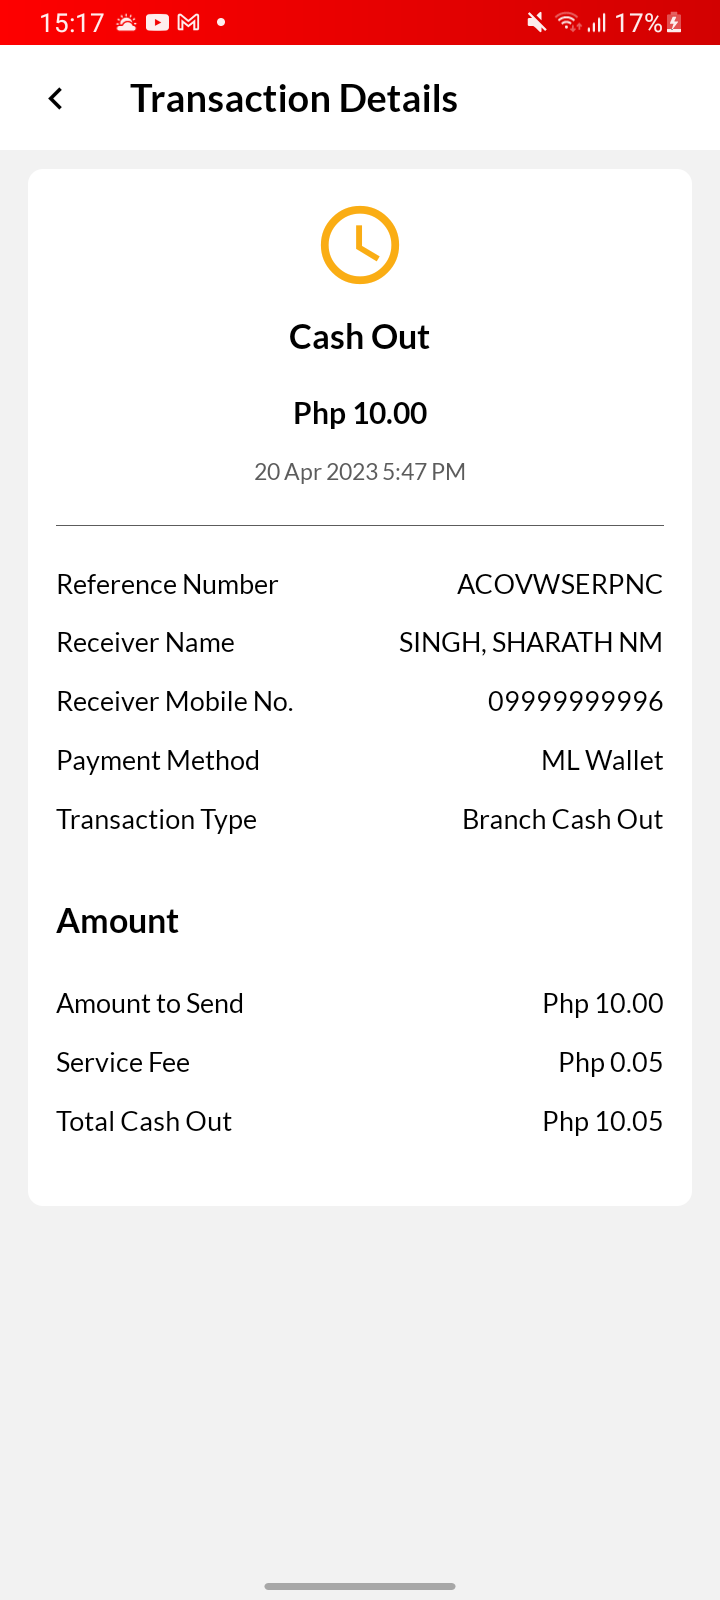 15:17 17%
Transaction Details
Cash Out
Php 10.00
20 Apr 2023 5:47 PM
Reference Number ACOVWSERPNC
Receiver Name SINGH, SHARATH NM
Receiver Mobile No. 09999999996
Payment Method ML Wallet
Transaction Type Branch Cash Out
Amount
Amount to Send Php 10.00
Service Fee Php 0.05
Total Cash Out Php 10.05